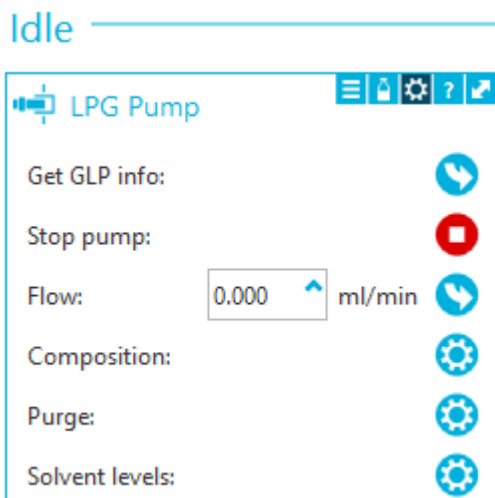 Idle
LPG Pump ?
Get GLP info:
Stop pump:
Flow: 0.000 ml/min
Composition:
Purge:
Solvent levels: